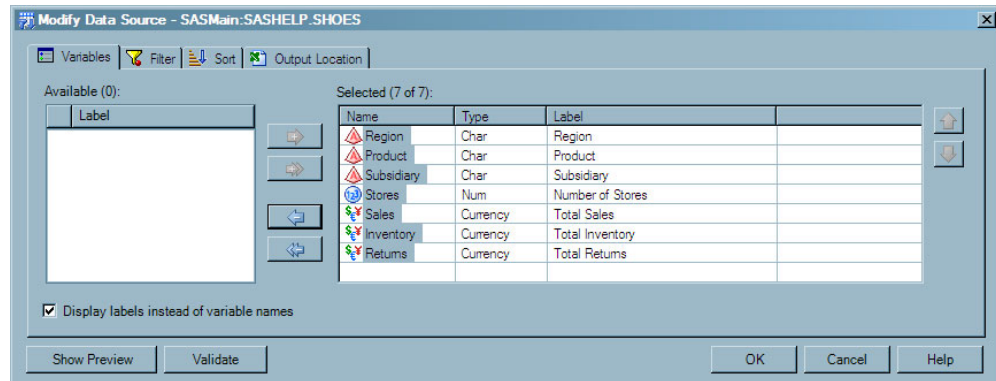 Modify Data Source - SASMain:SASHELP.SHOES
Variables Filter Sort Output Location
Available (0):
Label
Selected (7 of 7):
Name Type Label
Region Char Region
Product Char Product
Subsidiary Char Subsidiary
Stores Num Number of Stores
Sales Currency Total Sales
Inventory Currency Total Inventory
Returns Currency Total Returns
Display labels instead of variable names
Show Preview Validate OK Cancel Help